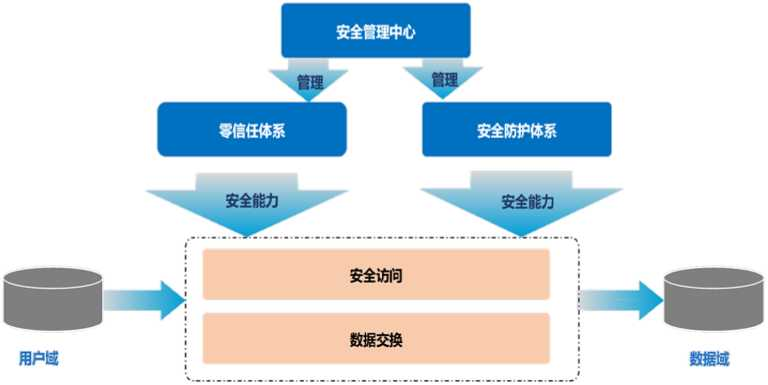 安全管理中心
管理
管理
零信任体系
安全防护体系
安全能力
安全能力
安全访问
数据交换
用户域
数据域